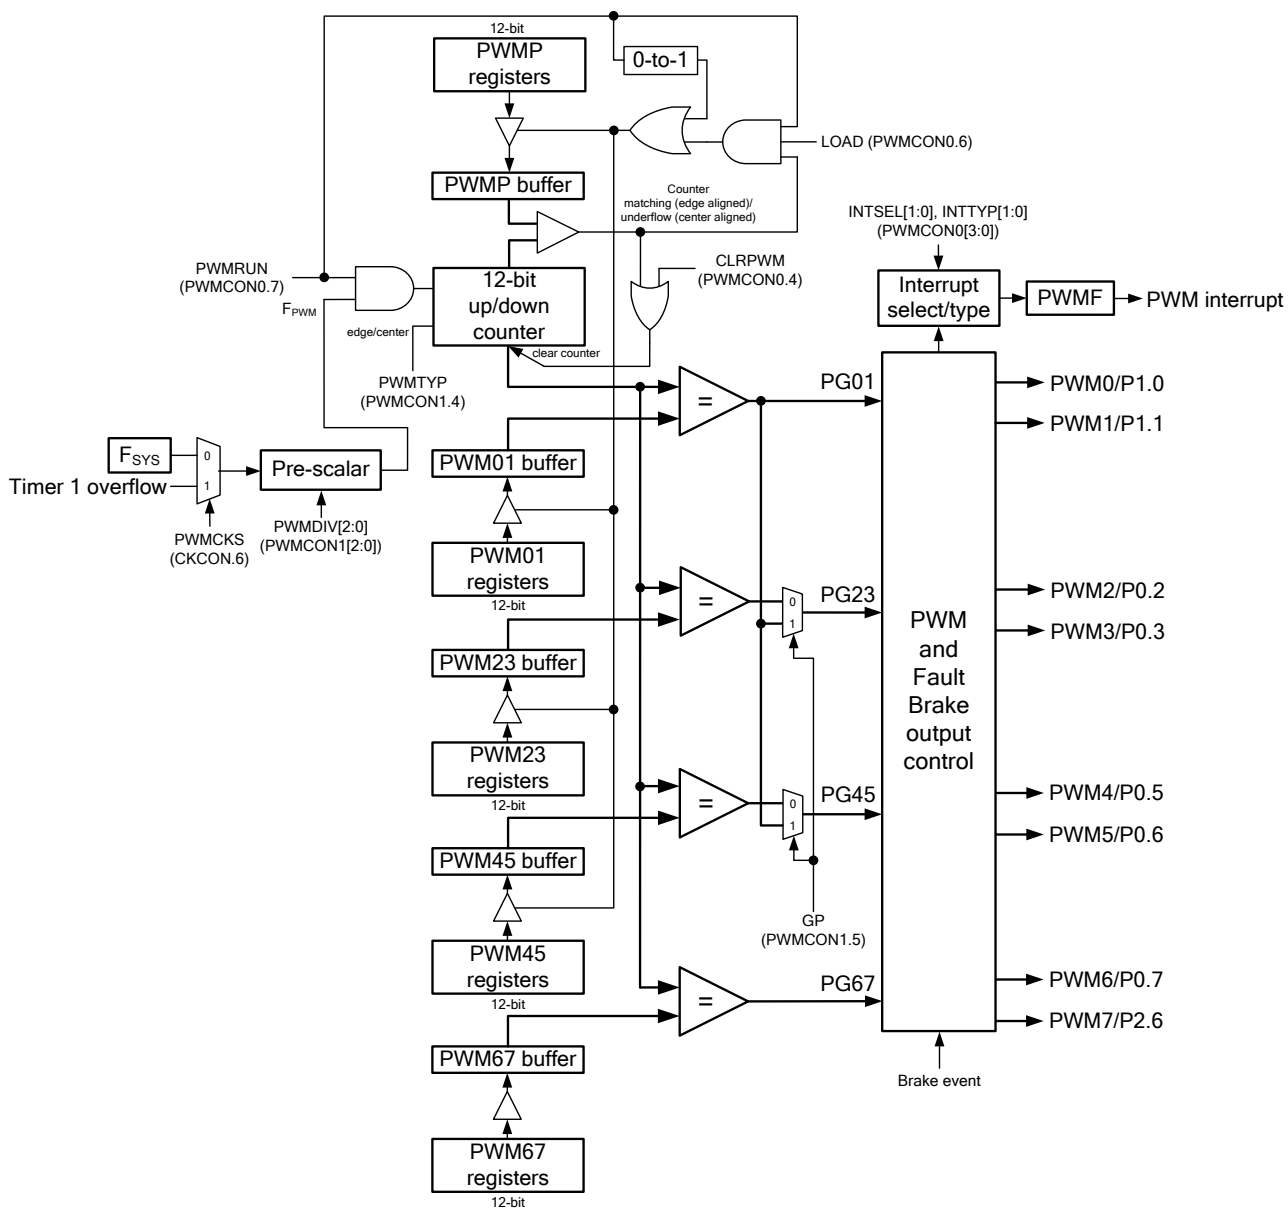 12-bit
PWMP
registers
0-to-1
LOAD (PWMCON0.6)
PWMP buffer
Counter
matching (edge aligned)/
underflow (center aligned)
INTSEL[1:0], INTTYP[1:0]
(PWMCON0[3:0])
PWMRUN
(PWMCON0.7)
FPWM
12-bit
up/down
counter
CLRPWM
(PWMCON0.4)
Interrupt
select/type
PWMF
PWM interrupt
edge/center
clear counter
PWMTYP
(PWMCON1.4)
=
PG01
PWM0/P1.0
PWM1/P1.1
FSYS
0
Timer 1 overflow
1
Pre-scalar
PWMCKS
(CKCON.6)
PWMDIV[2:0]
(PWMCON1[2:0])
PWM01 buffer
PWM01
registers
12-bit
=
0
1
PG23
PWM2/P0.2
PWM3/P0.3
PWM
and
Fault
Brake
output
control
PWM23 buffer
PWM23
registers
12-bit
=
0
1
PG45
PWM4/P0.5
PWM5/P0.6
PWM45 buffer
PWM45
registers
12-bit
GP
(PWMCON1.5)
=
PG67
PWM6/P0.7
PWM7/P2.6
PWM67 buffer
Brake event
PWM67
registers
12-bit